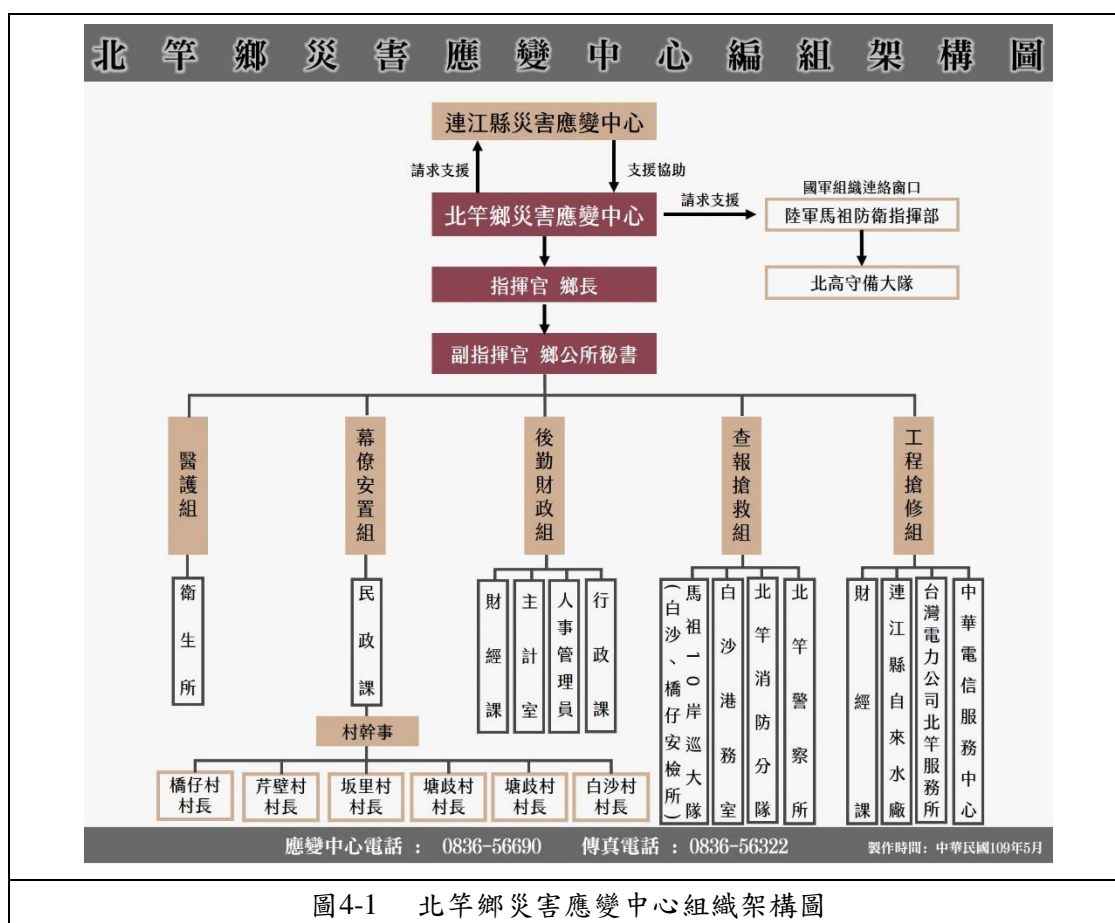 北竿鄉災害應變中心編組架構圖
連江縣災害應變中心
請求支援
支援協助
北竿鄉災害應變中心
請求支援
國軍組織連絡窗口
陸軍馬祖防衛指揮部
北高守備大隊
指揮官 鄉長
副指揮官 鄉公所秘書
醫護組
幕僚安置組
後勤財政組
查報搶救組
工程搶修組
衛生所
民政課
財經課
主計室
人事管理員
行政課
馬祖10岸巡大隊
(白沙、橋仔安檢所)
白沙港務室
北竿消防分隊
北竿警察所
財經課
連江縣自來水廠
台灣電力公司北竿服務所
中華電信服務中心
村幹事
橋仔村
村長
芹壁村
村長
坂里村
村長
塘歧村
村長
塘歧村
村長
白沙村
村長
應變中心電話 : 0836-56690 傳真電話 : 0836-56322
製作時間: 中華民國109年5月
圖4-1 北竿鄉災害應變中心組織架構圖